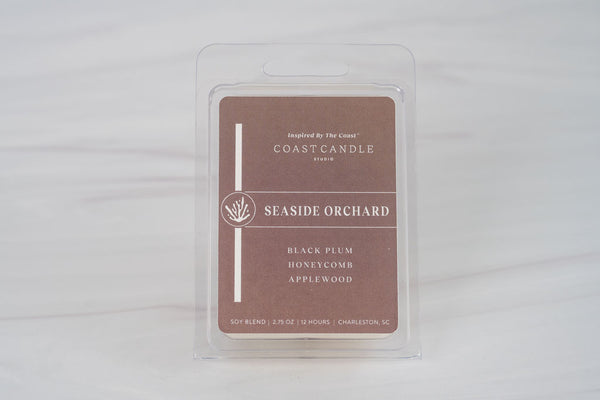 Inspired By The Coast™
COAST CANDLE
STUDIO
SEASIDE ORCHARD
BLACK PLUM
HONEYCOMB
APPLEWOOD
SOY BLEND | 2.75 OZ | 12 HOURS | CHARLESTON, SC